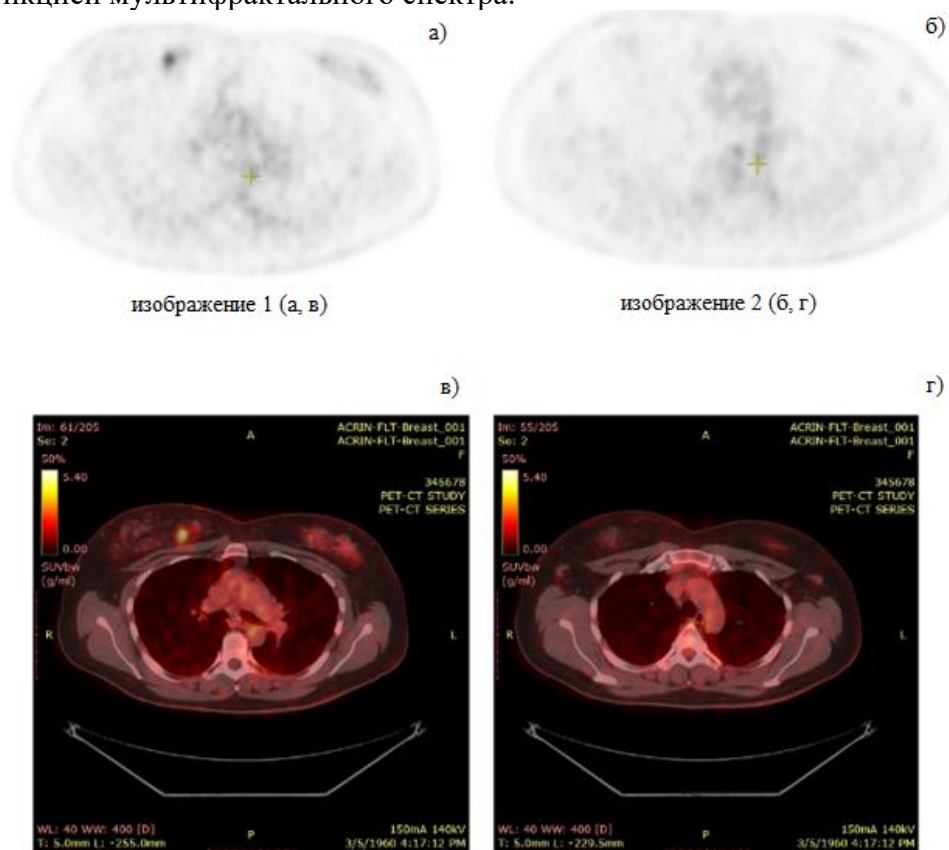 нкцией мультифрактального спектра.
а)
б)
изображение 1 (а, в)
изображение 2 (б, г)
в)
г)
Im: 61/205
Se: 2
50%
5.40
0.00
SUVbw
(g/ml)
A
ACRIN-FLT-Breast_001
ACRIN-FLT-Breast_001
F
345678
PET-CT STUDY
PET-CT SERIES
R
L
WL: 40 WW: 400 [D]
T: 5.0mm L: -255.0mm
P
150mA 140kV
3/5/1960 4:17:12 PM
Im: 55/205
Se: 2
50%
5.40
0.00
SUVbw
(g/ml)
A
ACRIN-FLT-Breast_001
ACRIN-FLT-Breast_001
F
345678
PET-CT STUDY
PET-CT SERIES
R
L
WL: 40 WW: 400 [D]
T: 5.0mm L: -229.5mm
P
150mA 140kV
3/5/1960 4:17:12 PM